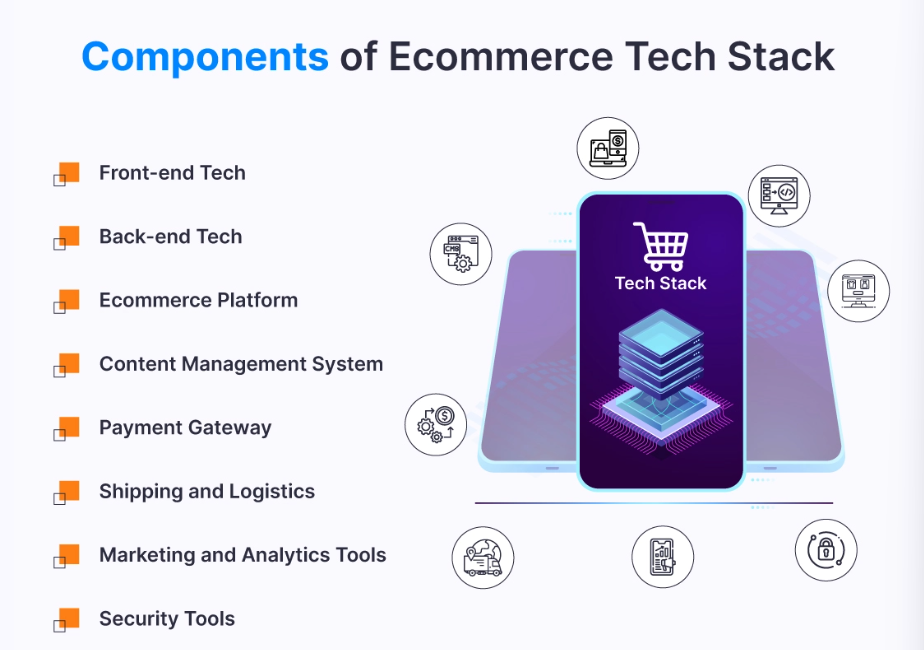 Components of Ecommerce Tech Stack
Front-end Tech
Back-end Tech
Ecommerce Platform
Content Management System
Payment Gateway
Shipping and Logistics
Marketing and Analytics Tools
Security Tools
Tech Stack
CMS
$
</>
$